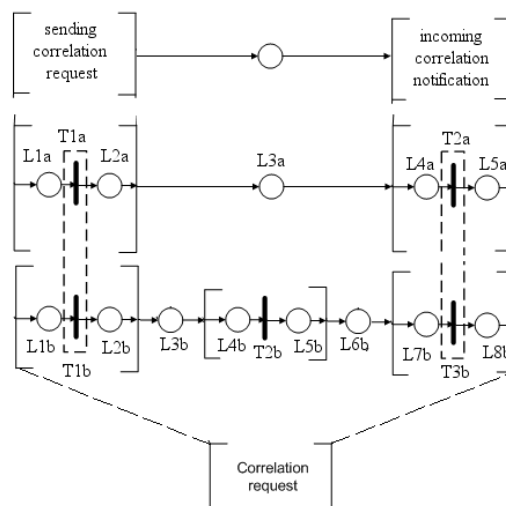 sending
correlation
request
incoming
correlation
notification
T1a
T2a
L1a
L2a
L3a
L4a
L5a
L1b
L2b
L3b
L4b
T2b
L5b
L6b
L7b
L8b
T1b
T3b
Correlation
request